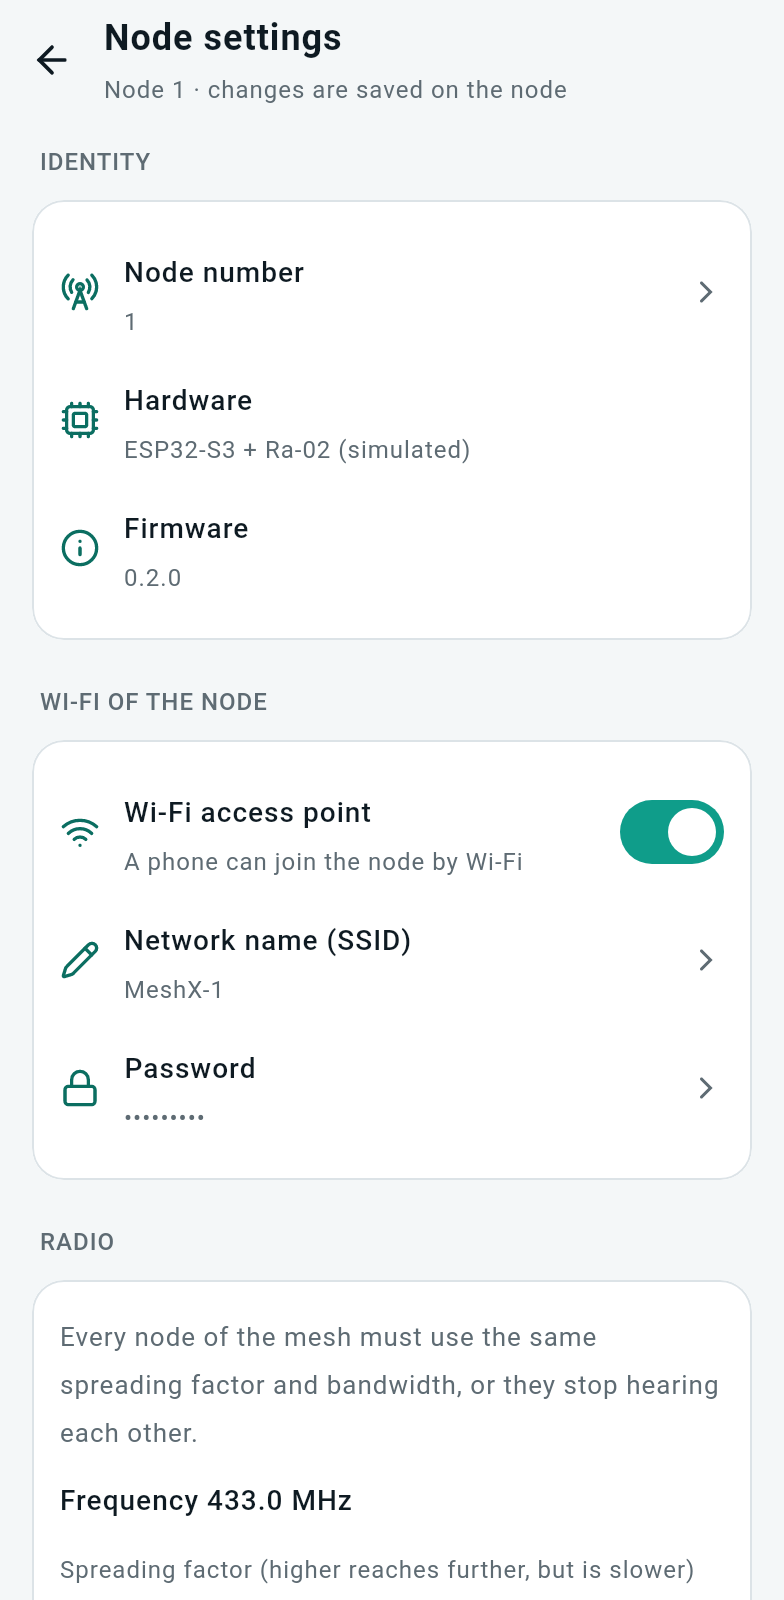 Node settings
Node 1 · changes are saved on the node
IDENTITY
Node number
1
Hardware
ESP32-S3 + Ra-02 (simulated)
Firmware
0.2.0
WI-FI OF THE NODE
Wi-Fi access point
A phone can join the node by Wi-Fi
Network name (SSID)
MeshX-1
Password
•••••••••
RADIO
Every node of the mesh must use the same
spreading factor and bandwidth, or they stop hearing
each other.
Frequency 433.0 MHz
Spreading factor (higher reaches further, but is slower)